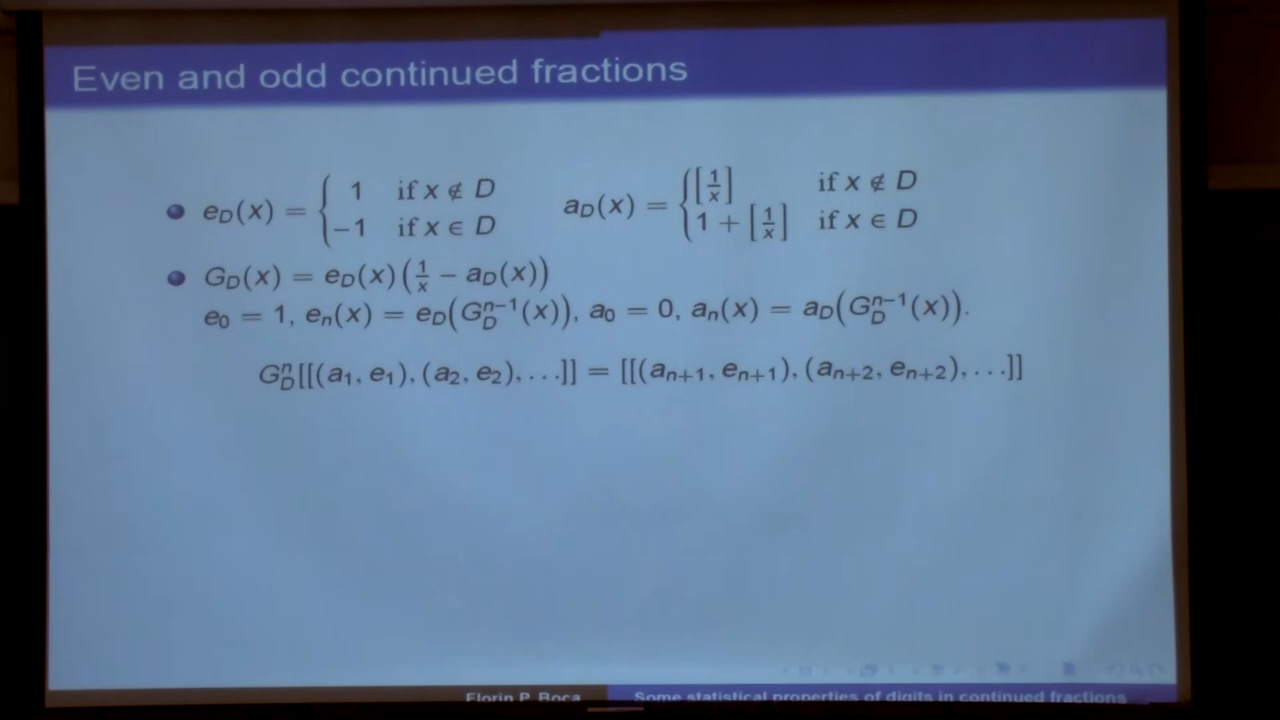 Even and odd continued fractions
e_D(x) = { 1 if x ∉ D
−1 if x ∈ D
a_D(x) = { [1/x] if x ∉ D
1 + [1/x] if x ∈ D
G_D(x) = e_D(x)(1/x − a_D(x))
e_0 = 1, e_n(x) = e_D(G_D^{n−1}(x)), a_0 = 0, a_n(x) = a_D(G_D^{n−1}(x)).
G_D^n[[(a_1, e_1), (a_2, e_2), ...]] = [[(a_{n+1}, e_{n+1}), (a_{n+2}, e_{n+2}), ...]]
Florin P. Boca
Some statistical properties of digits in continued fractions